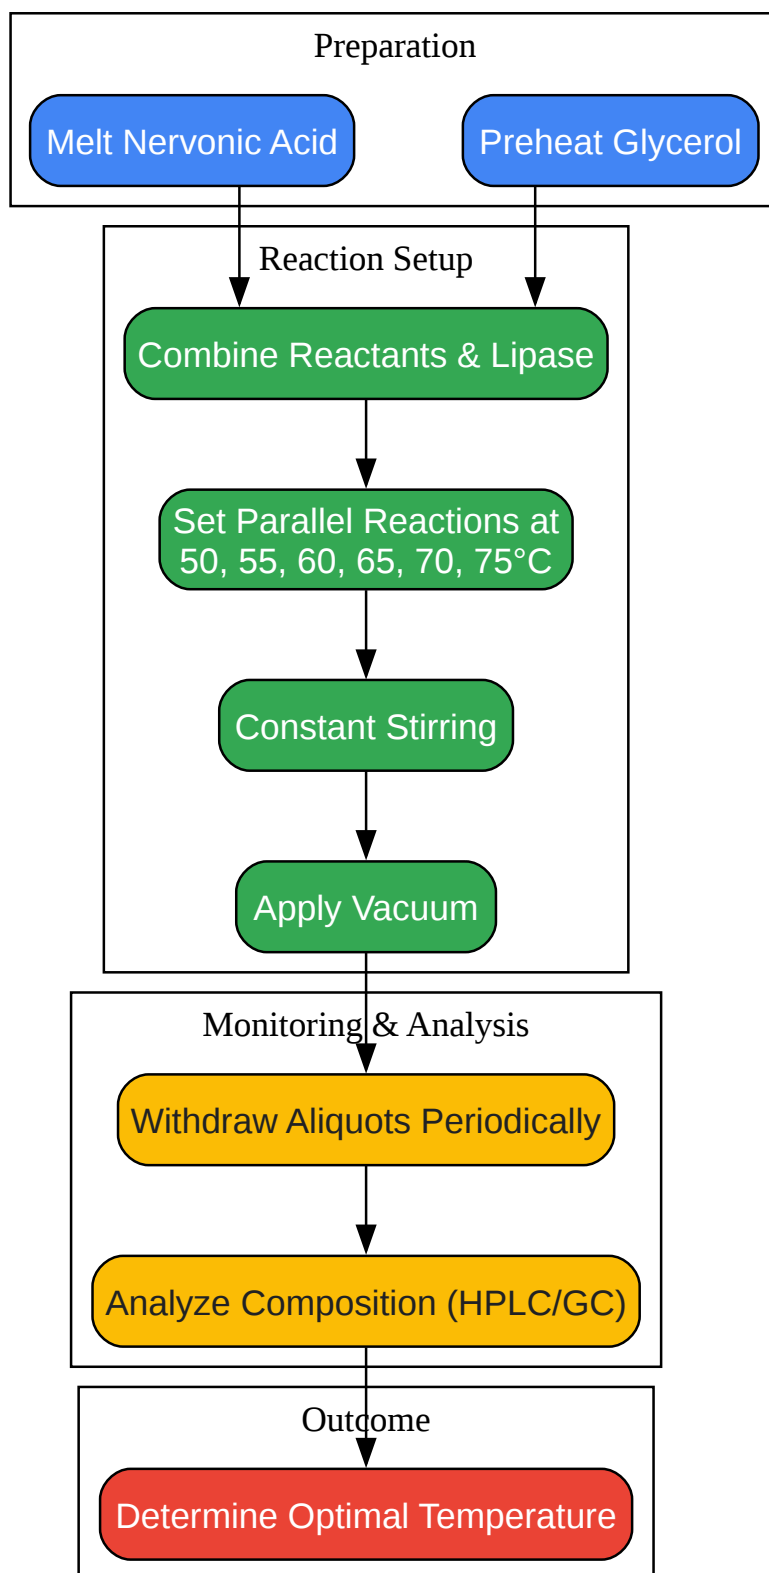 Preparation
Melt Nervonic Acid
Preheat Glycerol
Reaction Setup
Combine Reactants & Lipase
Set Parallel Reactions at
50, 55, 60, 65, 70, 75°C
Constant Stirring
Apply Vacuum
Monitoring & Analysis
Withdraw Aliquots Periodically
Analyze Composition (HPLC/GC)
Outcome
Determine Optimal Temperature